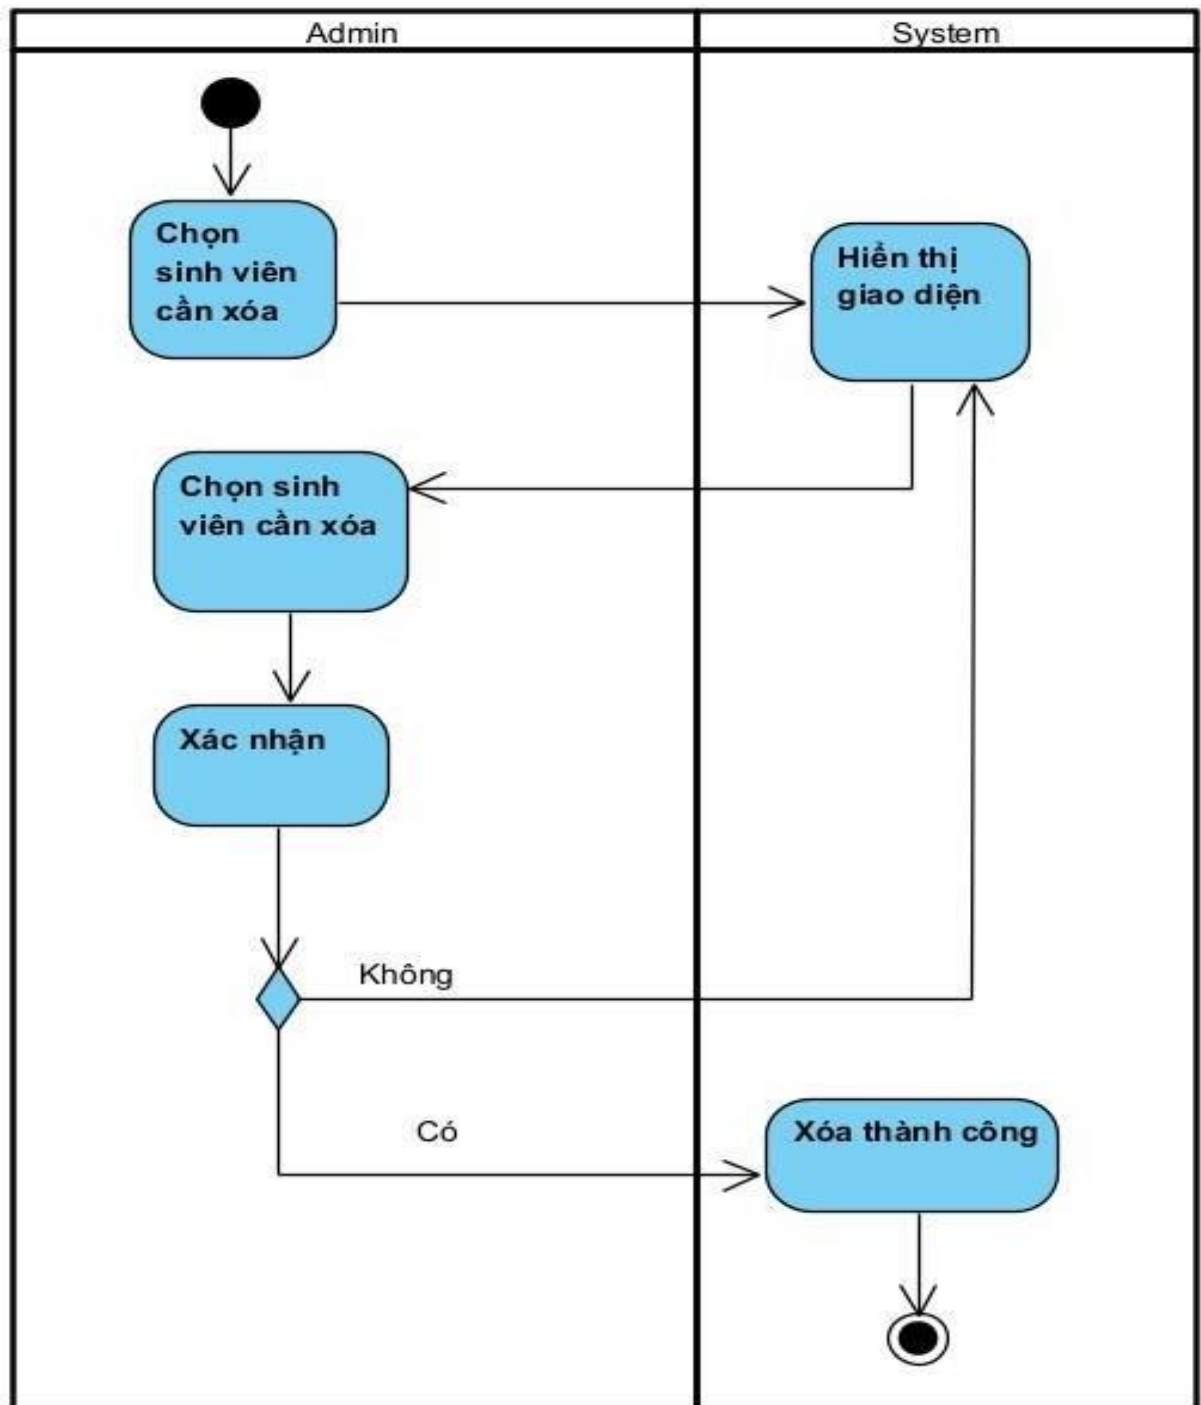 Admin
System
Chọn
sinh viên
cần xóa
Hiển thị
giao diện
Chọn sinh
viên cần xóa
Xác nhận
Không
Có
Xóa thành công